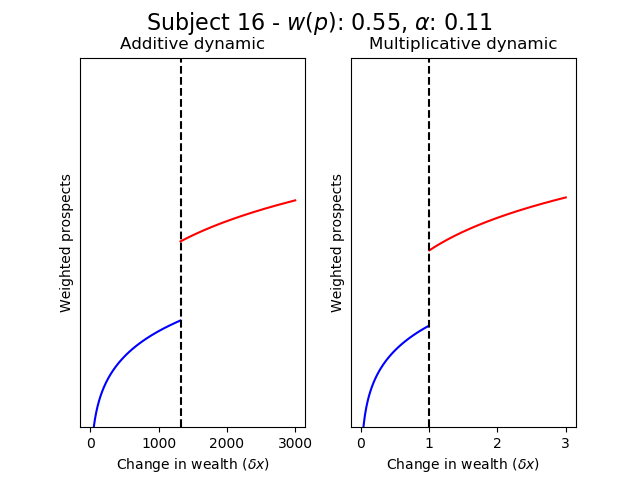 Subject 16 - w(p): 0.55, α: 0.11
Additive dynamic
Multiplicative dynamic
Weighted prospects
Weighted prospects
0 1000 2000 3000
0 1 2 3
Change in wealth (δx)
Change in wealth (δx)